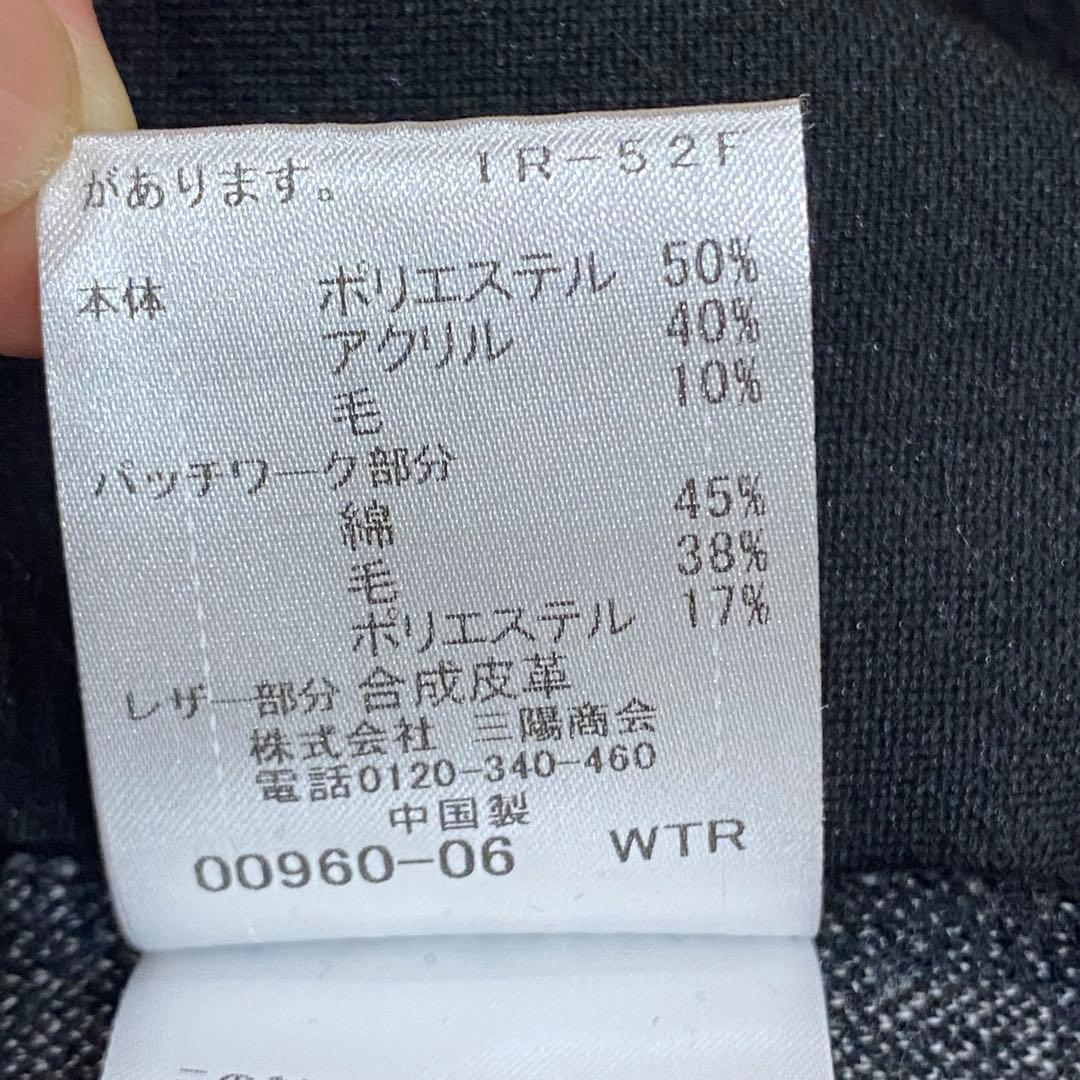 があります。 IR-52F
本体 ポリエステル 50%
アクリル 40%
毛 10%
パッチワーク部分
綿 45%
毛 38%
ポリエステル 17%
レザー部分 合成皮革
株式会社 三陽商会
電話0120-340-460
中国製
00960-06 WTR